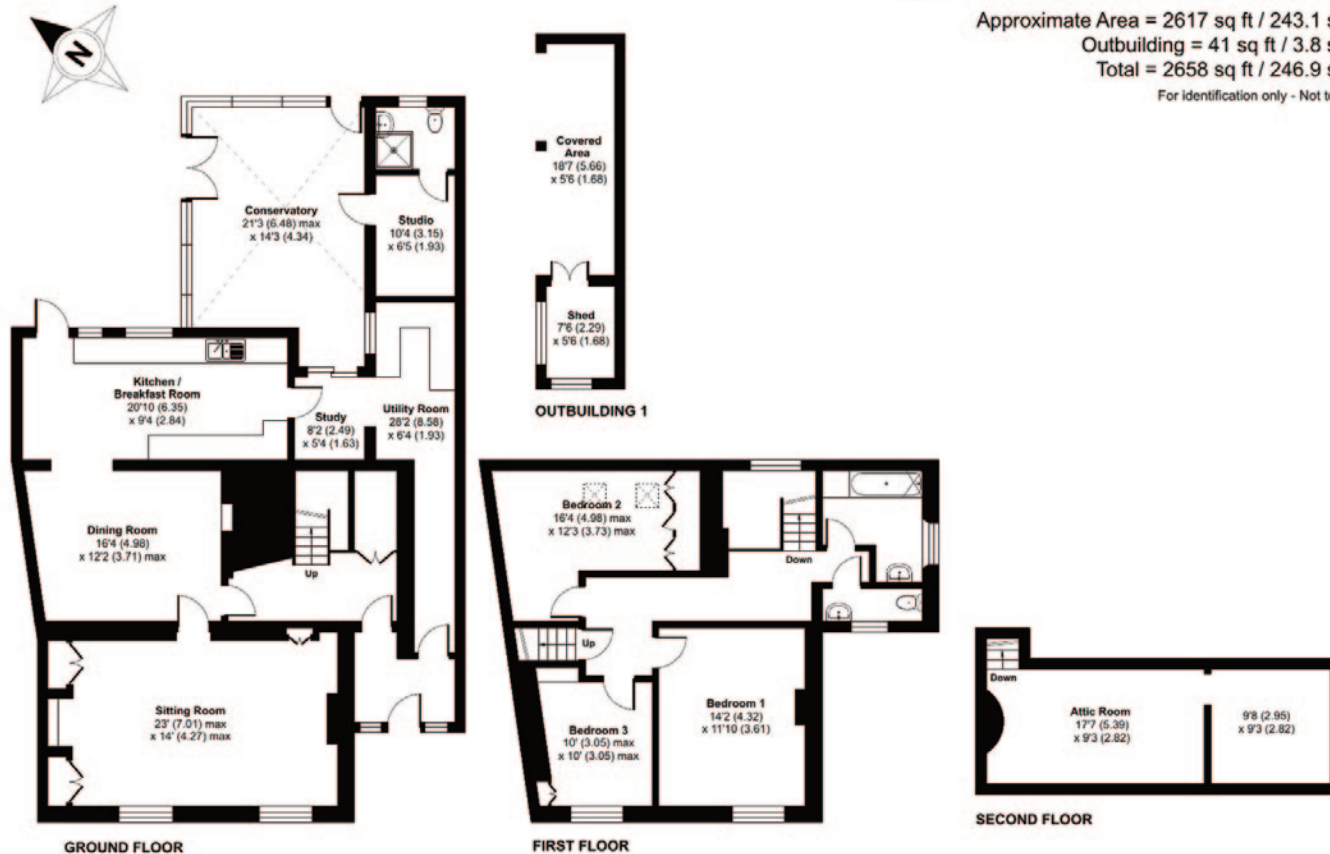 N
Approximate Area = 2617 sq ft / 243.1 s
Outbuilding = 41 sq ft / 3.8 s
Total = 2658 sq ft / 246.9 s
For identification only - Not t
Conservatory
21'3 (6.48) max
x 14'3 (4.34)
Studio
10'4 (3.15)
x 6'5 (1.93)
Kitchen /
Breakfast Room
20'10 (6.35)
x 9'4 (2.84)
Study
8'2 (2.49)
x 5'4 (1.63)
Utility Room
28'2 (8.58)
x 6'4 (1.93)
Dining Room
16'4 (4.98)
x 12'2 (3.71) max
Up
Sitting Room
23' (7.01) max
x 14' (4.27) max
GROUND FLOOR
Covered
Area
18'7 (5.66)
x 5'6 (1.68)
Shed
7'6 (2.29)
x 5'6 (1.68)
OUTBUILDING 1
Bedroom 2
16'4 (4.98) max
x 12'3 (3.73) max
Down
Up
Bedroom 1
14'2 (4.32)
x 11'10 (3.61)
Bedroom 3
10' (3.05) max
x 10' (3.05) max
FIRST FLOOR
Down
Attic Room
17'7 (5.39)
x 9'3 (2.82)
9'8 (2.95)
x 9'3 (2.82)
SECOND FLOOR